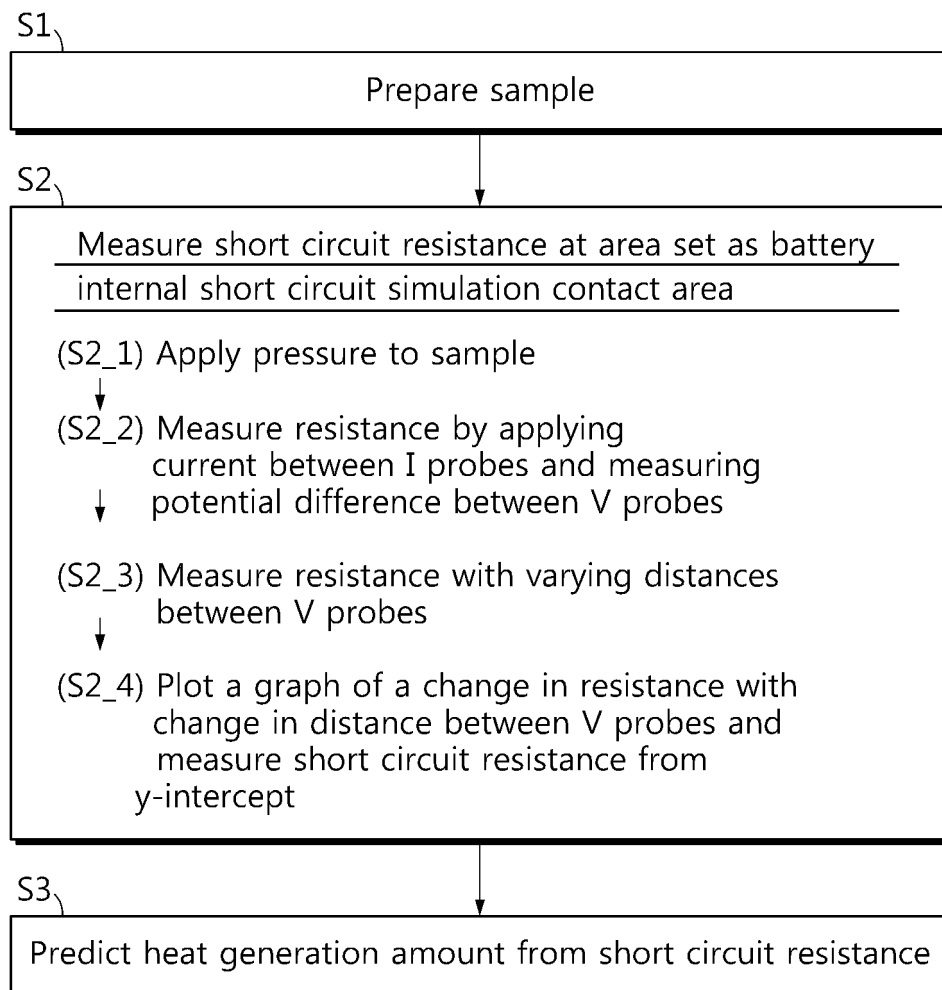 S1
Prepare sample
S2
Measure short circuit resistance at area set as battery
internal short circuit simulation contact area
(S2_1) Apply pressure to sample
(S2_2) Measure resistance by applying
current between I probes and measuring
potential difference between V probes
(S2_3) Measure resistance with varying distances
between V probes
(S2_4) Plot a graph of a change in resistance with
change in distance between V probes and
measure short circuit resistance from
y-intercept
S3
Predict heat generation amount from short circuit resistance